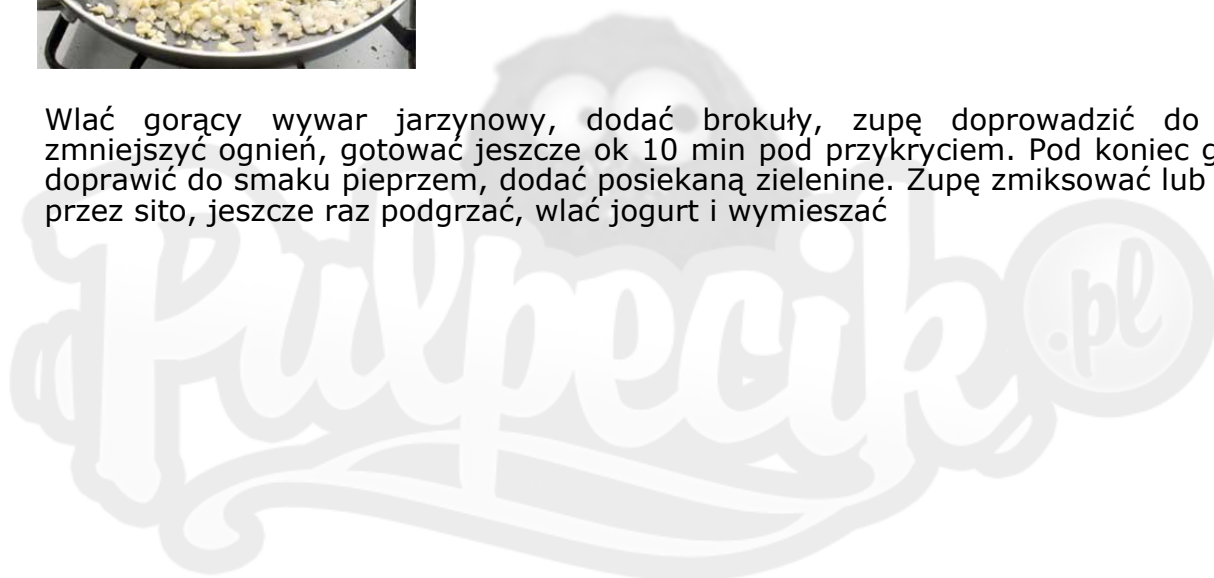 Wlać gorący wywar jarzynowy, dodać brokuły, zupę doprowadzić do
zmniejszyć ognień, gotować jeszcze ok 10 min pod przykryciem. Pod koniec g
doprawić do smaku pieprzem, dodać posiekaną zielenine. Zupę zmiksować lub
przez sito, jeszcze raz podgrzać, wlać jogurt i wymieszać
Pulpecik .pl